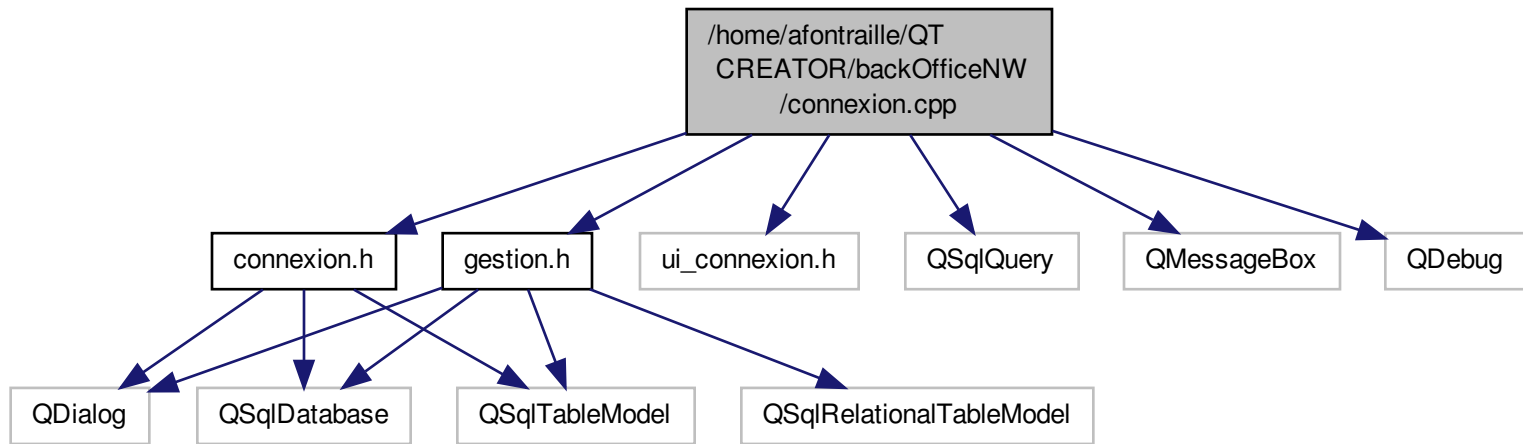 /home/afontraille/QT
CREATOR/backOfficeNW
/connexion.cpp
connexion.h
gestion.h
ui_connexion.h
QSqlQuery
QMessageBox
QDebug
QDialog
QSqlDatabase
QSqlTableModel
QSqlRelationalTableModel